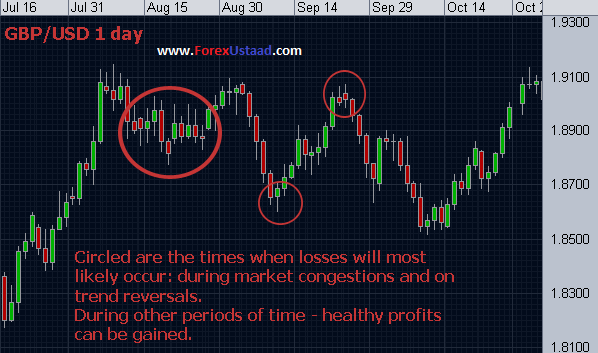 Jul 16 Jul 31 Aug 15 Aug 30 Sep 14 Sep 29 Oct 14 Oct 2
GBP/USD 1 day
www.ForexUstaad.com
1.9300
1.9100
1.8900
1.8700
1.8500
1.8300
1.8100
Circled are the times when losses will most
likely occur: during market congestions and on
trend reversals.
During other periods of time - healthy profits
can be gained.